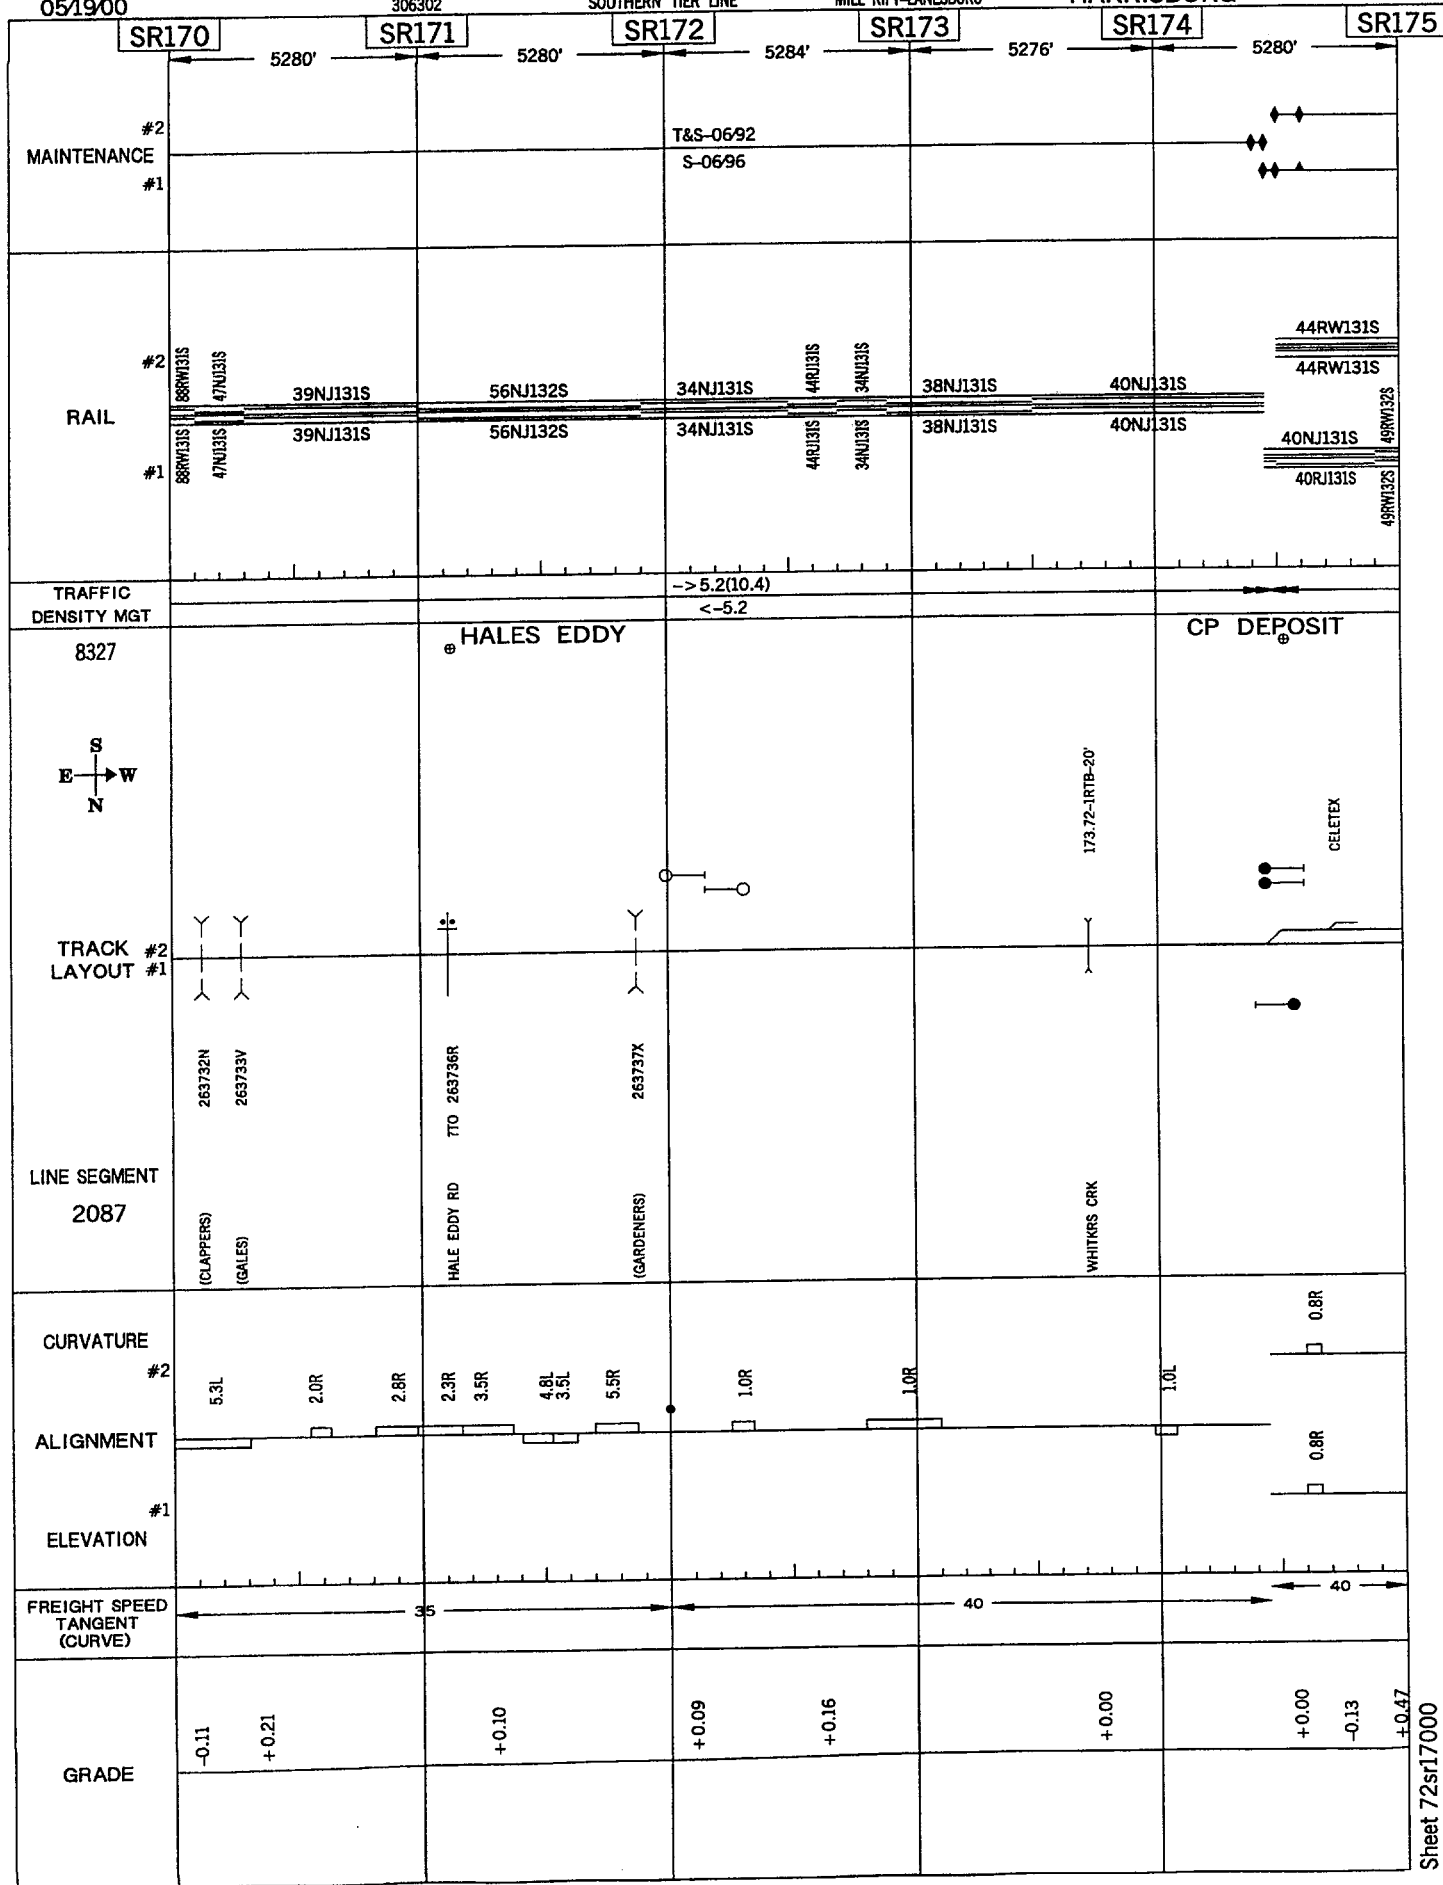 05/19/00 306302 SOUTHERN TIER LINE MILL RIFT-LANESBORO HARRISBURG
SR170 SR171 SR172 SR173 SR174 SR175
5280' 5280' 5284' 5276' 5280'
#2
MAINTENANCE
#1
T&S-06/92
S-06/96
RAIL
#2
#1
88RW131S 47NJ131S 39NJ131S 56NJ132S 34NJ131S 44RJ131S 34NJ131S 38NJ131S 40NJ131S
88RW131S 47NJ131S 39NJ131S 56NJ132S 34NJ131S 44RJ131S 34NJ131S 38NJ131S 40NJ131S
44RW131S
44RW131S
40NJ131S 49RW132S
40RJ131S 49RW132S
TRAFFIC
DENSITY MGT
->5.2(10.4)
<-5.2
8327
HALES EDDY
CP DEPOSIT
S
E W
N
173.72-1RTB-20'
CELETEX
TRACK #2
LAYOUT #1
263732N
263733V
7TO 263736R
263737X
LINE SEGMENT
2087
(CLAPPERS)
(GALES)
HALE EDDY RD
(GARDENERS)
WHITKRS CRK
CURVATURE
#2
ALIGNMENT
#1
ELEVATION
5.3L 2.0R 2.8R 2.3R 3.5R 4.8L 3.5L 5.5R 1.0R 1.0R 1.0L 0.8R
0.8R
FREIGHT SPEED
TANGENT
(CURVE)
35 40 40
GRADE
-0.11 +0.21 +0.10 +0.09 +0.16 +0.00 +0.00 -0.13 +0.47
Sheet 72sr17000